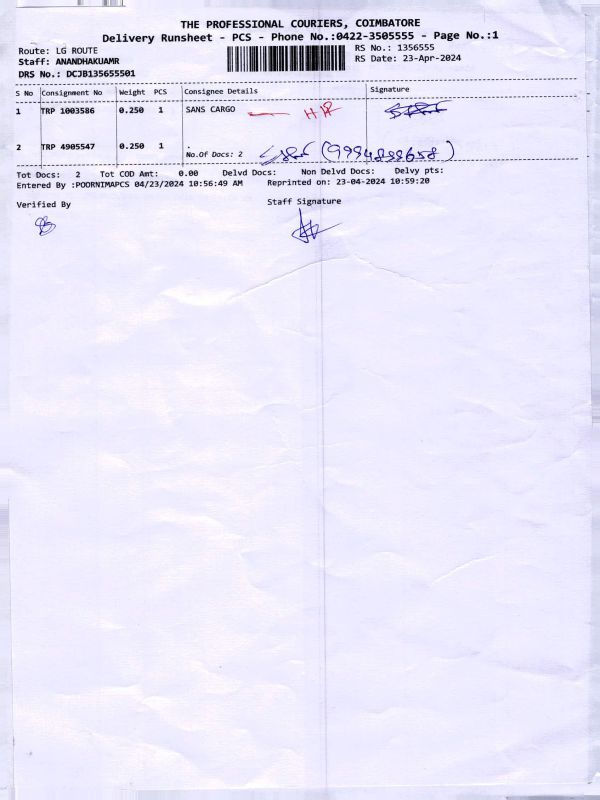 THE PROFESSIONAL COURIERS, COIMBATORE
Delivery Runsheet - PCS - Phone No.:0422-3505555 - Page No.:1
Route: LG ROUTE
RS No.: 1356555
Staff: ANANDHAKUAMR
RS Date: 23-Apr-2024
DRS No.: DCJB135655501
S No Consignment No Weight PCS Consignee Details Signature
1 TRP 1003586 0.250 1 SANS CARGO
2 TRP 4905547 0.250 1 .
No.Of Docs: 2
Tot Docs: 2 Tot COD Amt: 0.00 Delvd Docs: Non Delvd Docs: Delvy pts:
Entered By :POORNIMAPCS 04/23/2024 10:56:49 AM Reprinted on: 23-04-2024 10:59:20
Verified By Staff Signature